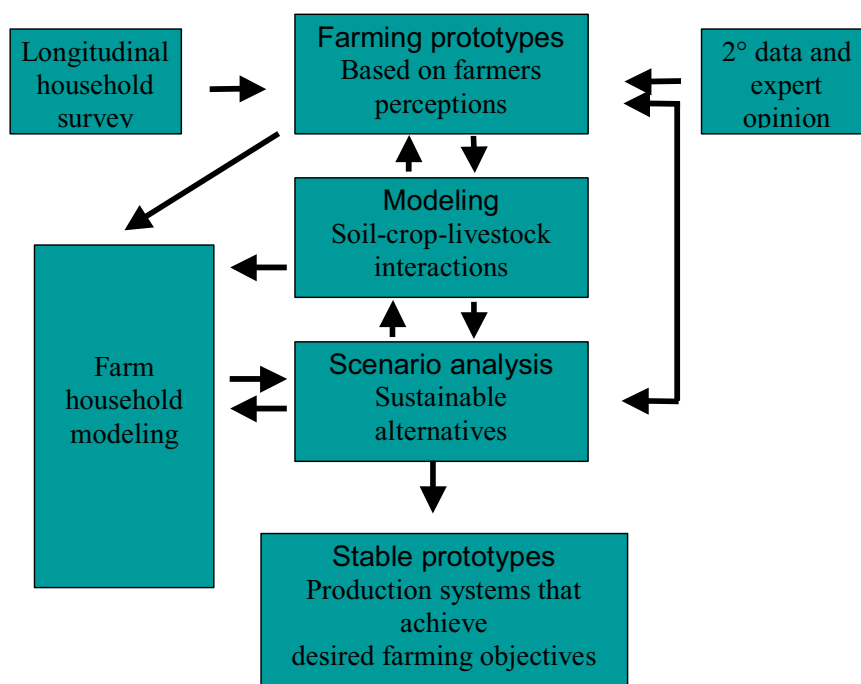 Longitudinal
household
survey
Farming prototypes
Based on farmers
perceptions
2° data and
expert
opinion
Modeling
Soil-crop-livestock
interactions
Farm
household
modeling
Scenario analysis
Sustainable
alternatives
Stable prototypes
Production systems that
achieve
desired farming objectives